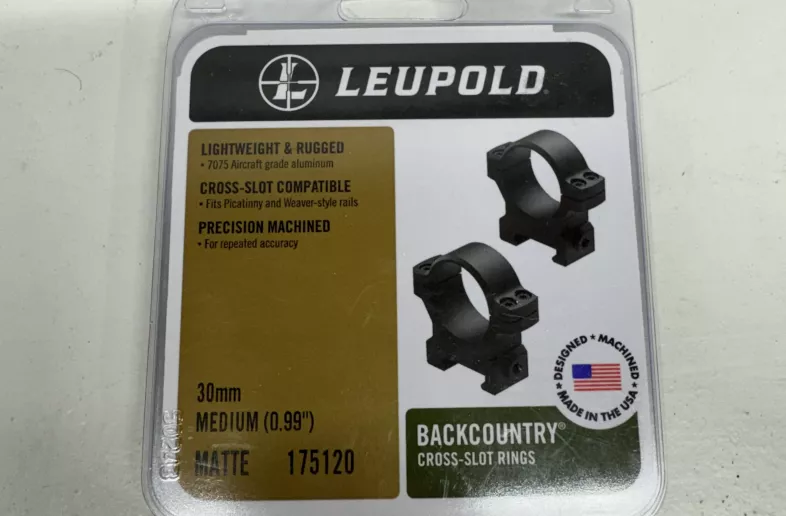 LEUPOLD®
LIGHTWEIGHT & RUGGED
• 7075 Aircraft grade aluminum
CROSS-SLOT COMPATIBLE
• Fits Picatinny and Weaver-style rails
PRECISION MACHINED
• For repeated accuracy
30mm
MEDIUM (0.99")
MATTE 175120
DESIGNED ★ MACHINED ★ MADE IN THE USA ★
BACKCOUNTRY®
CROSS-SLOT RINGS